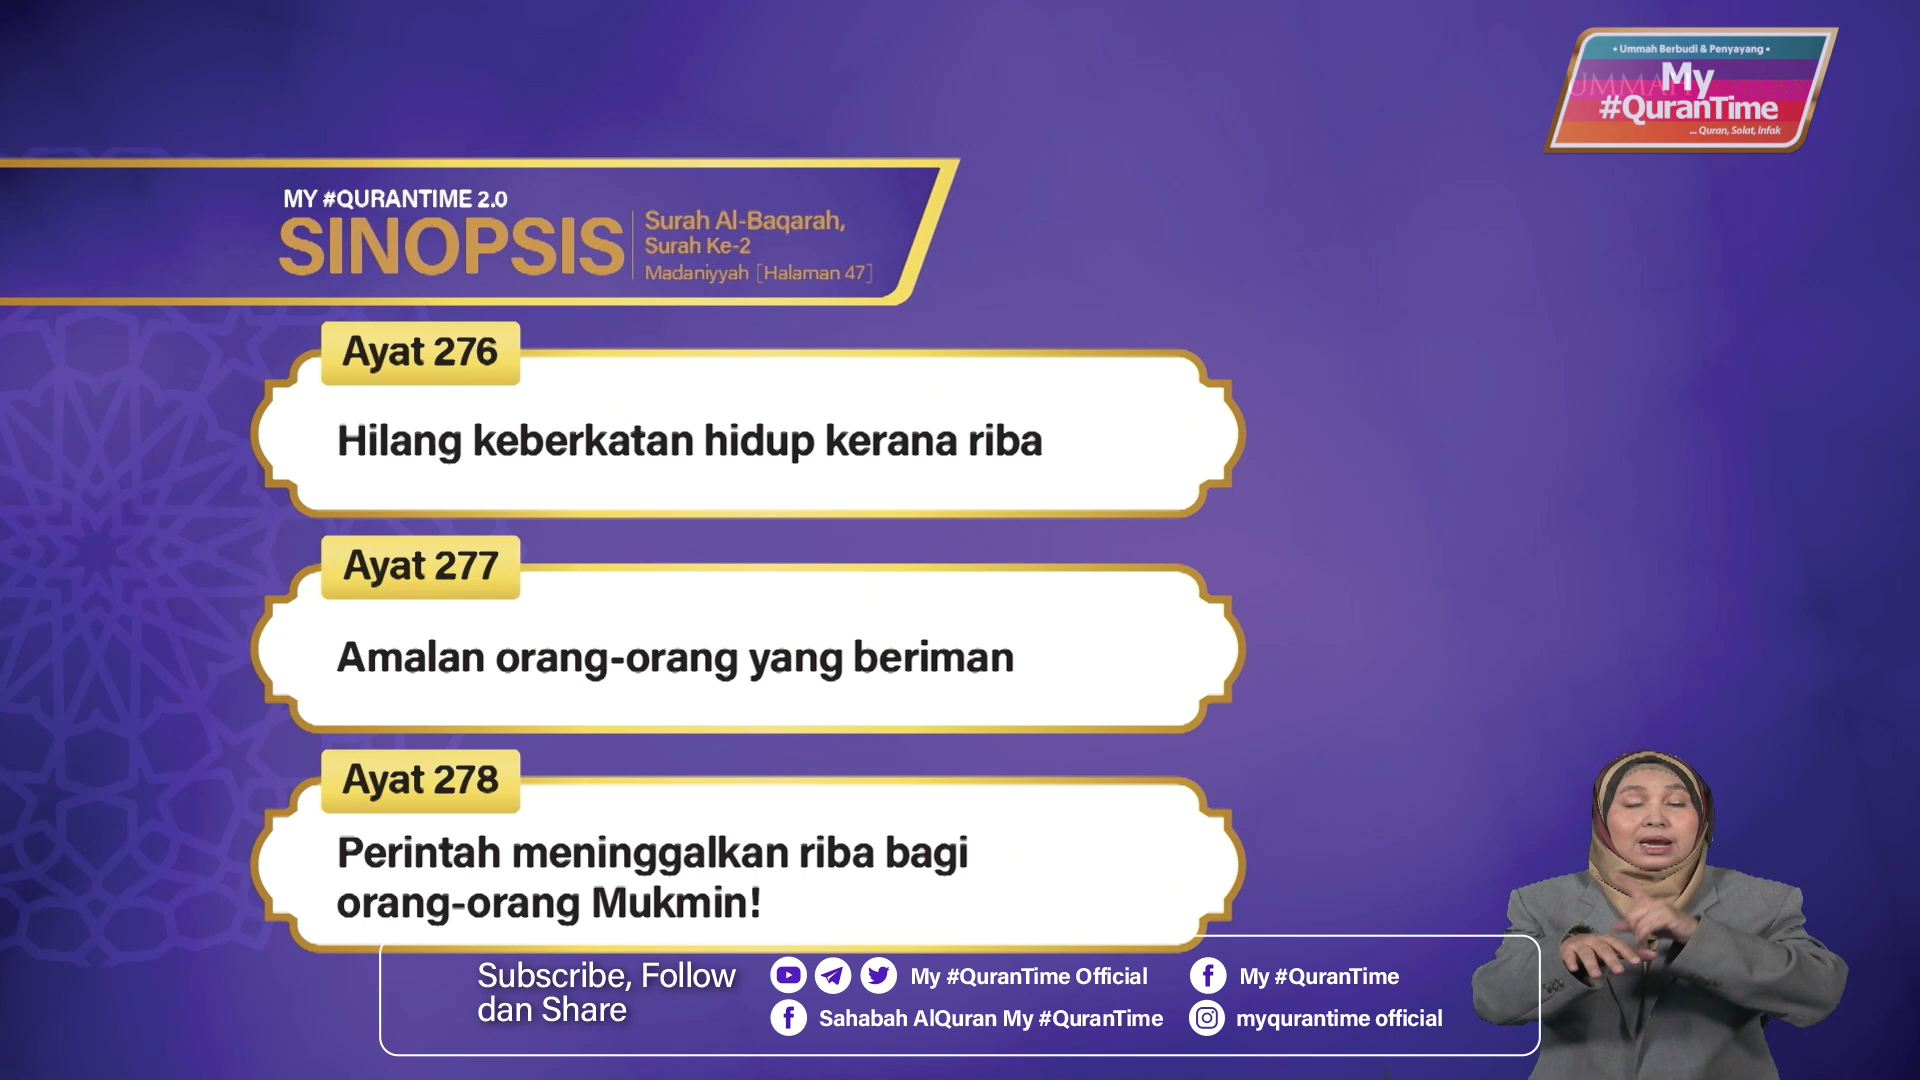 • Ummah Berbudi & Penyayang •
My
#QuranTime
... Quran, Solat, Infak
MY #QURANTIME 2.0
SINOPSIS
Surah Al-Baqarah,
Surah Ke-2
Madaniyyah [Halaman 47]
Ayat 276
Hilang keberkatan hidup kerana riba
Ayat 277
Amalan orang-orang yang beriman
Ayat 278
Perintah meninggalkan riba bagi
orang-orang Mukmin!
Subscribe, Follow
dan Share
My #QuranTime Official
My #QuranTime
Sahabah AlQuran My #QuranTime
myqurantime official